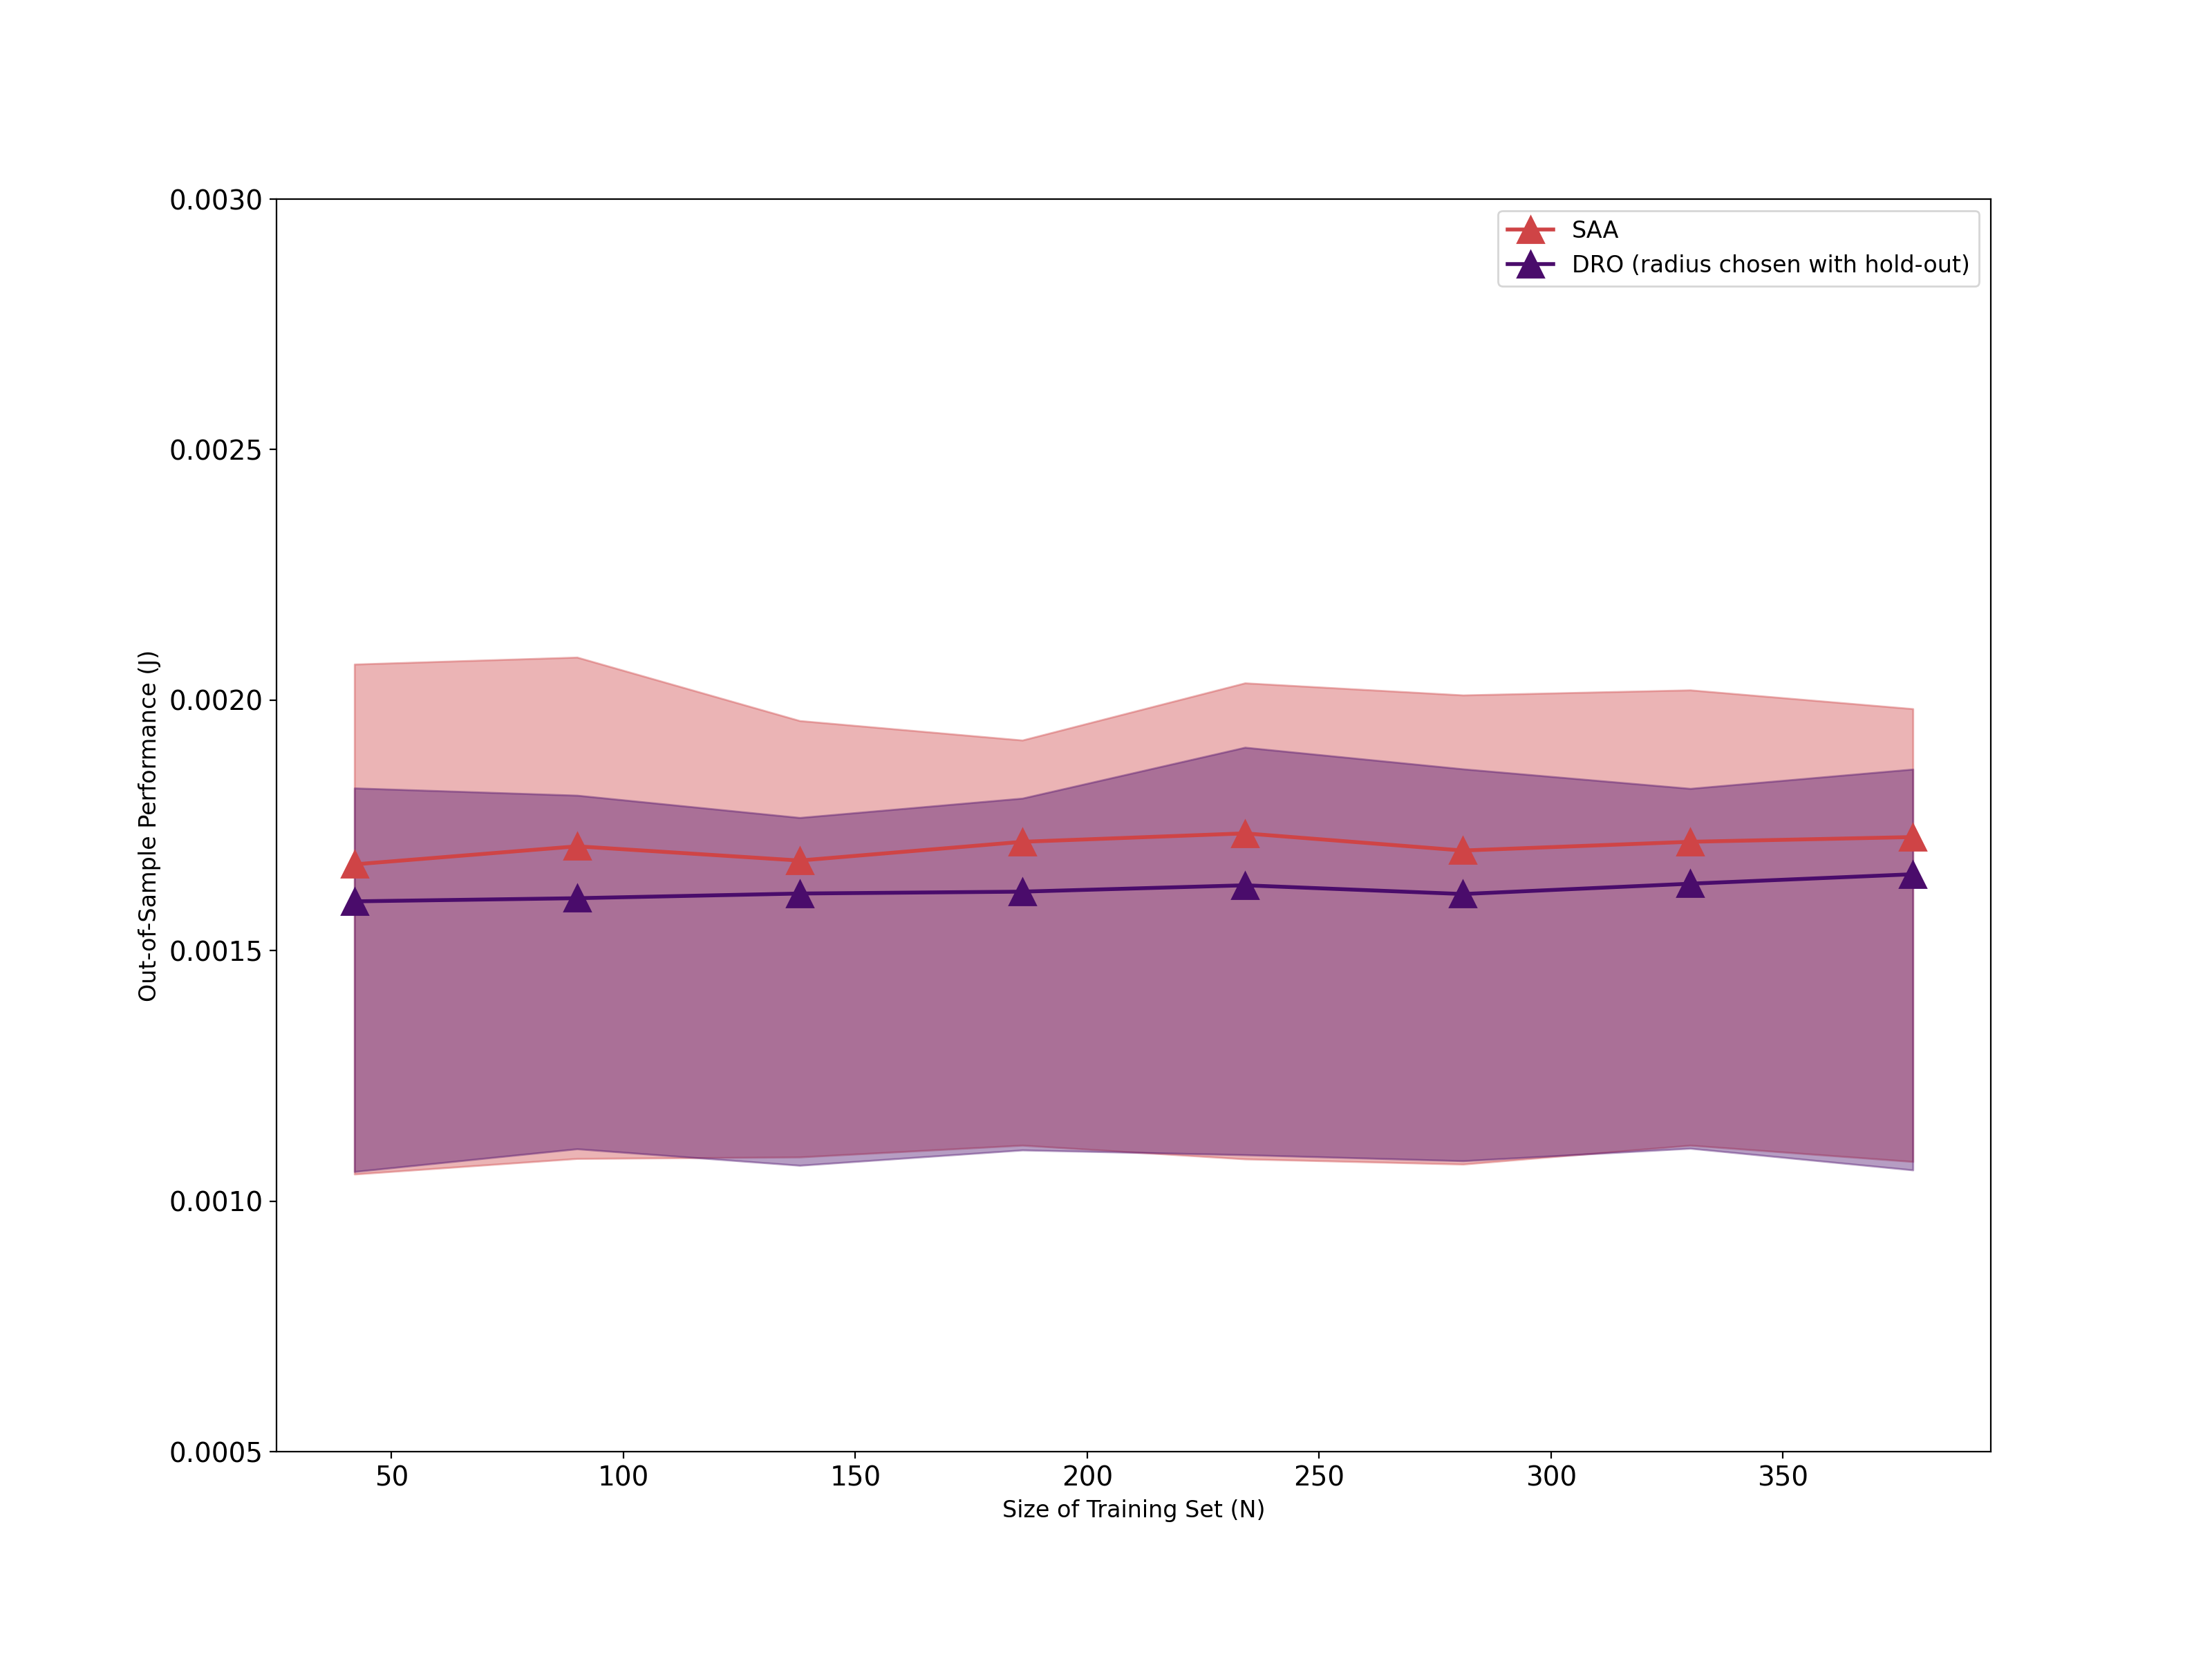 0.0030
0.0025
0.0020
0.0015
0.0010
0.0005
Out-of-Sample Performance (J)
SAA
DRO (radius chosen with hold-out)
50 100 150 200 250 300 350
Size of Training Set (N)